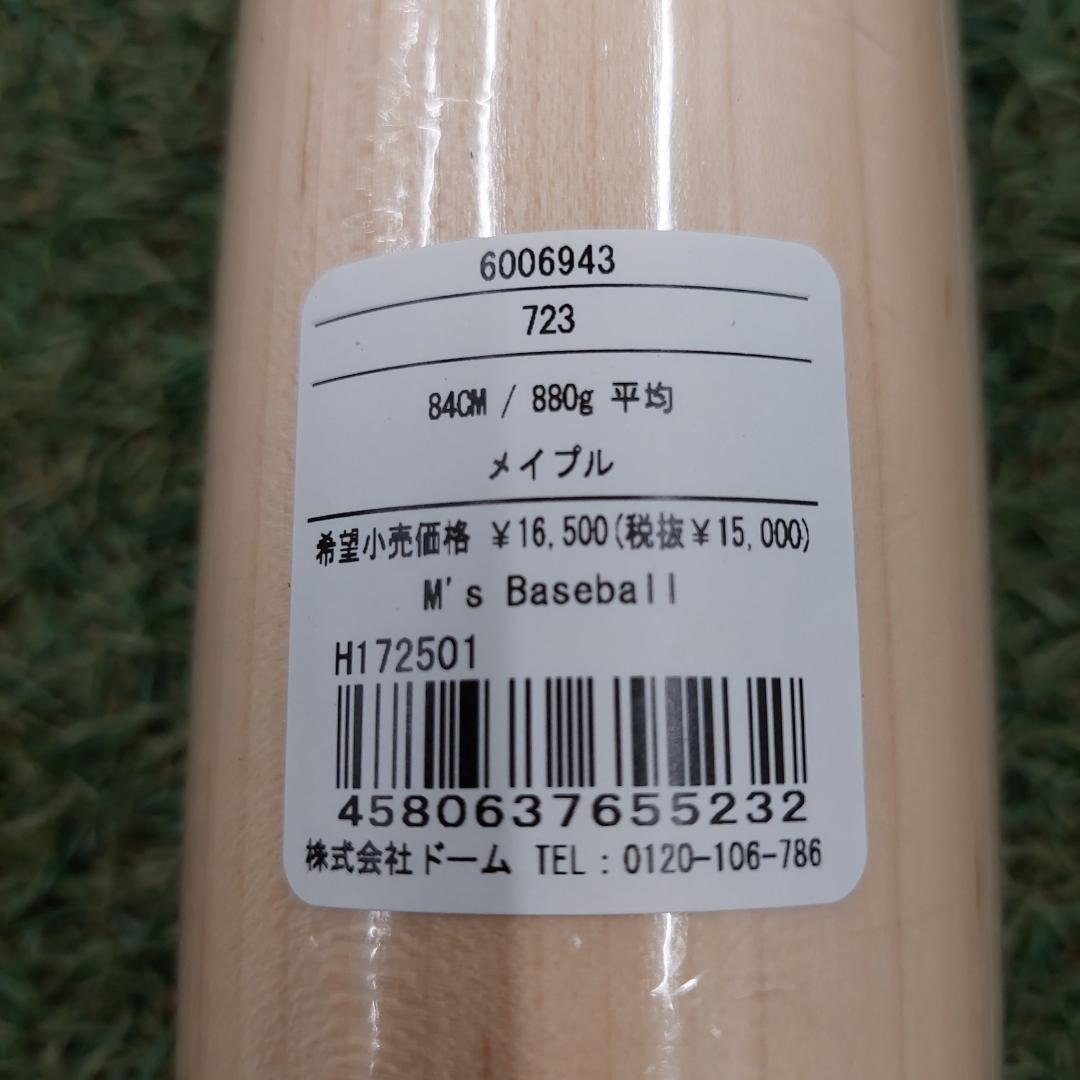 6006943
723
84CM / 880g 平均
メイプル
希望小売価格 ¥16,500(税抜¥15,000)
M's Baseball
H172501
4580637655232
株式会社ドーム TEL:0120-106-786